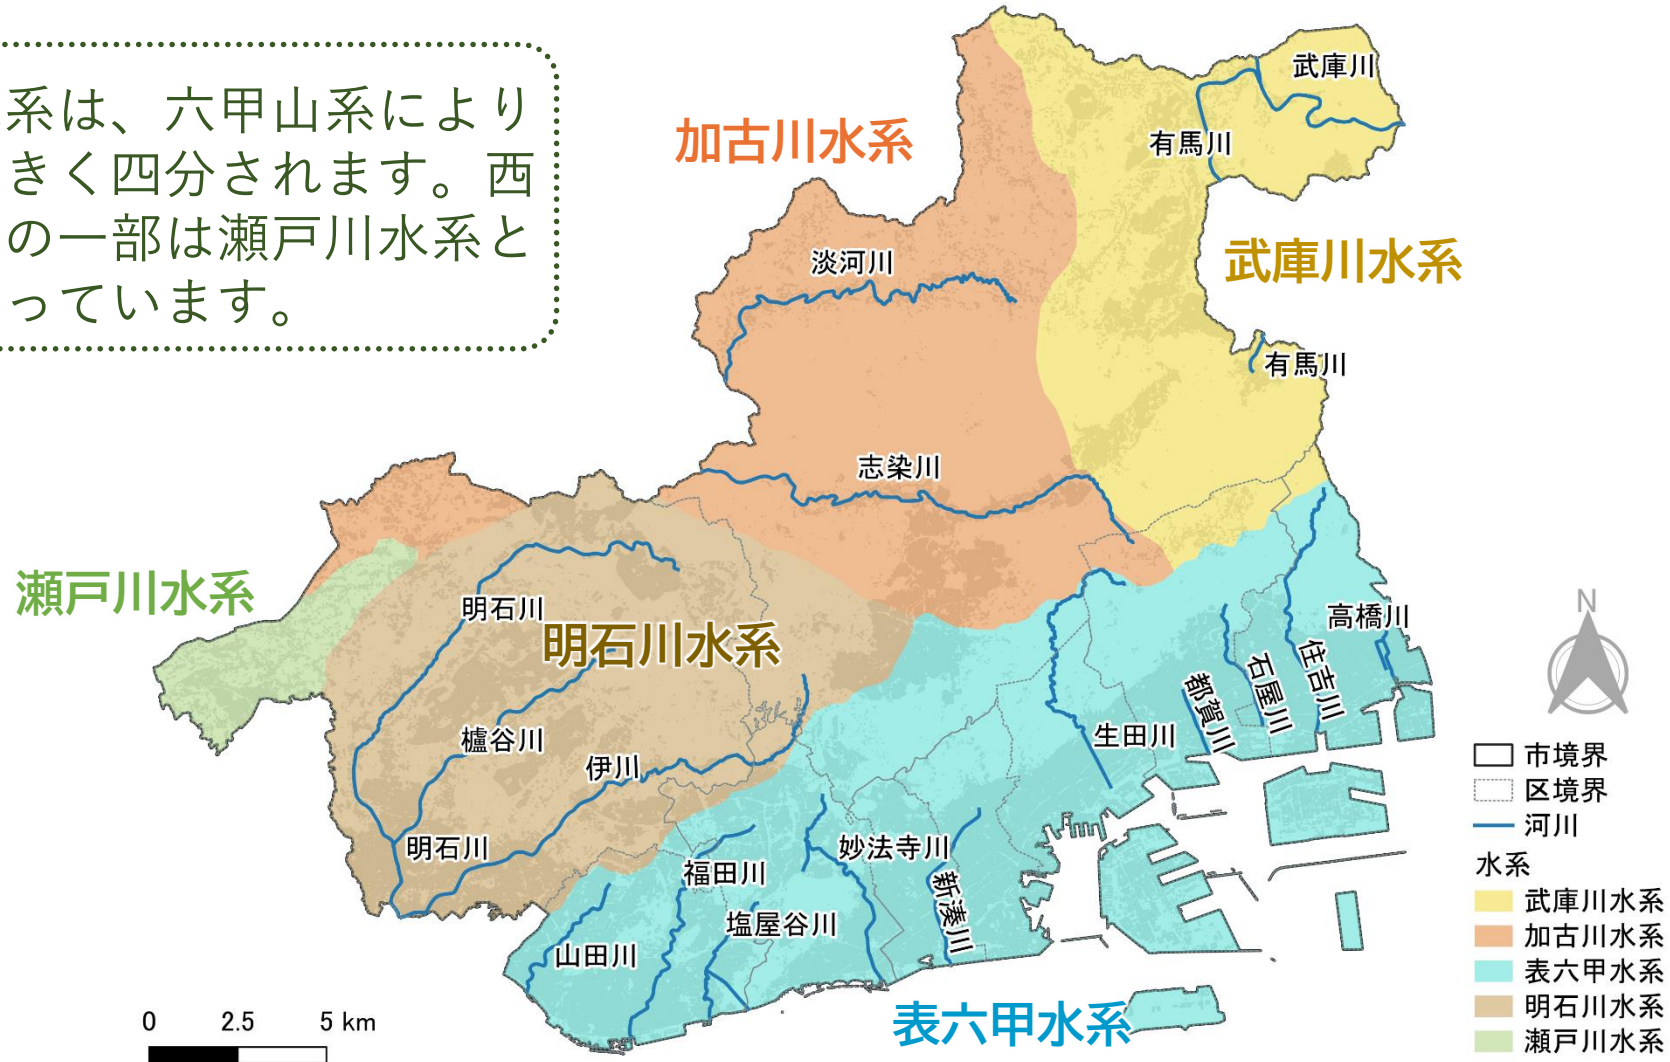 系は、六甲山系により
きく四分されます。西
の一部は瀬戸川水系と
っています。
加古川水系
武庫川
有馬川
武庫川水系
淡河川
有馬川
志染川
瀬戸川水系
明石川
明石川水系
高橋川
住吉川
石屋川
都賀川
生田川
櫨谷川
伊川
明石川
福田川
妙法寺川
新湊川
塩屋谷川
山田川
表六甲水系
N
市境界
区境界
河川
水系
武庫川水系
加古川水系
表六甲水系
明石川水系
瀬戸川水系
0 2.5 5 km